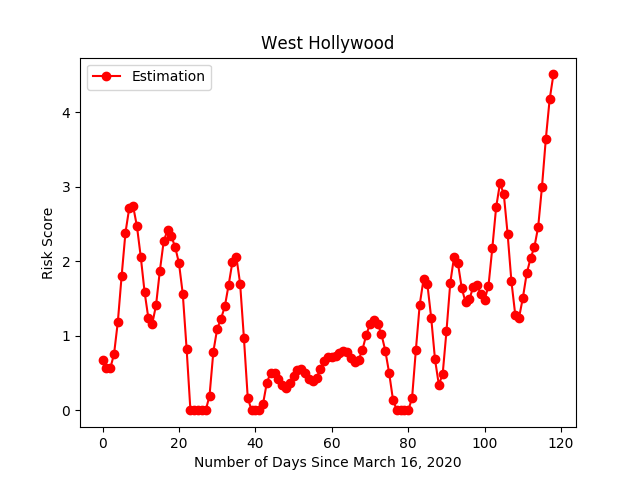 West Hollywood
Estimation
Risk Score
4
3
2
1
0
0 20 40 60 80 100 120
Number of Days Since March 16, 2020